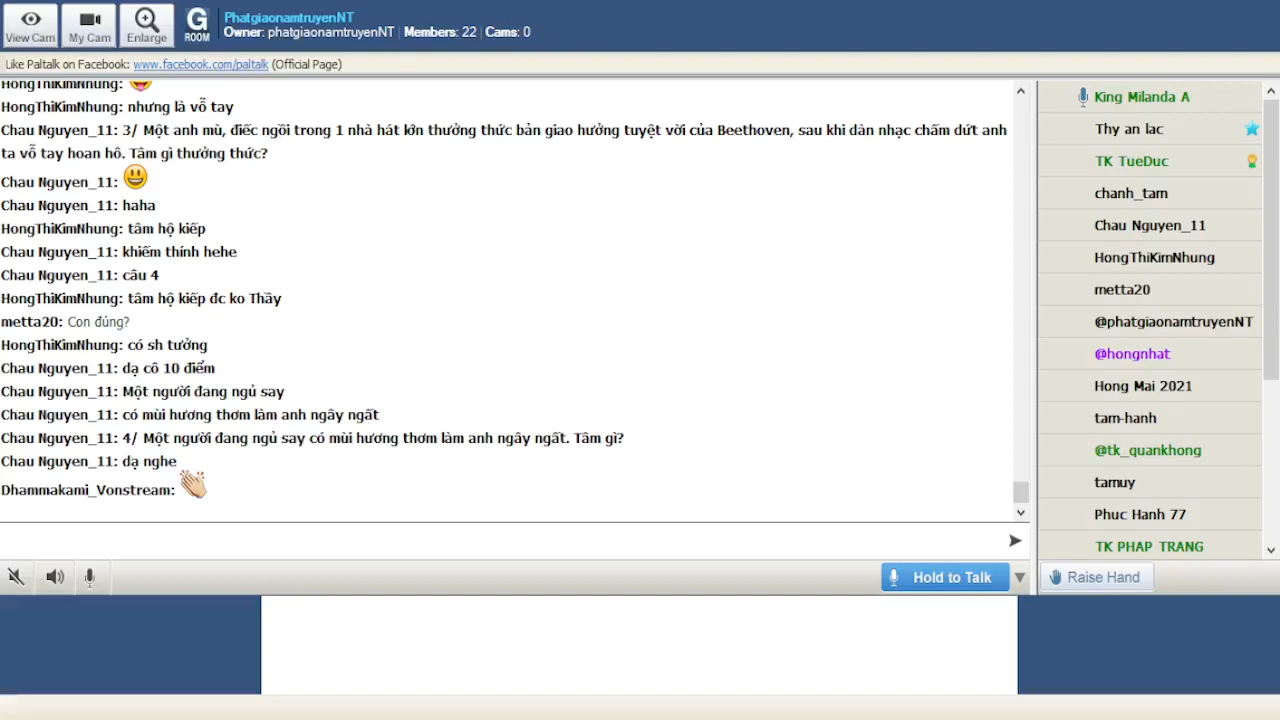 View Cam
My Cam
Enlarge
G
ROOM
PhatgiaonamtruyenNT
Owner: phatgiaonamtruyenNT | Members: 22 | Cams: 0
Like Paltalk on Facebook: www.facebook.com/paltalk (Official Page)
HongThiKimNhung:
HongThiKimNhung: nhưng là vỗ tay
Chau Nguyen_11: 3/ Một anh mù, điếc ngồi trong 1 nhà hát lớn thưởng thức bản giao hưởng tuyệt vời của Beethoven, sau khi dàn nhạc chấm dứt anh
ta vỗ tay hoan hô. Tâm gì thưởng thức?
Chau Nguyen_11:
Chau Nguyen_11: haha
HongThiKimNhung: tâm hộ kiếp
Chau Nguyen_11: khiếm thính hehe
Chau Nguyen_11: câu 4
HongThiKimNhung: tâm hộ kiếp đc ko Thầy
metta20: Con đúng?
HongThiKimNhung: có sh tưởng
Chau Nguyen_11: dạ cô 10 điểm
Chau Nguyen_11: Một người đang ngủ say
Chau Nguyen_11: có mùi hương thơm làm anh ngây ngất
Chau Nguyen_11: 4/ Một người đang ngủ say có mùi hương thơm làm anh ngây ngất. Tâm gì?
Chau Nguyen_11: dạ nghe
Dhammakami_Vonstream:
King Milanda A
Thy an lac
TK TueDuc
chanh_tam
Chau Nguyen_11
HongThiKimNhung
metta20
@phatgiaonamtruyenNT
@hongnhat
Hong Mai 2021
tam-hanh
@tk_quankhong
tamuy
Phuc Hanh 77
TK PHAP TRANG
Hold to Talk
Raise Hand